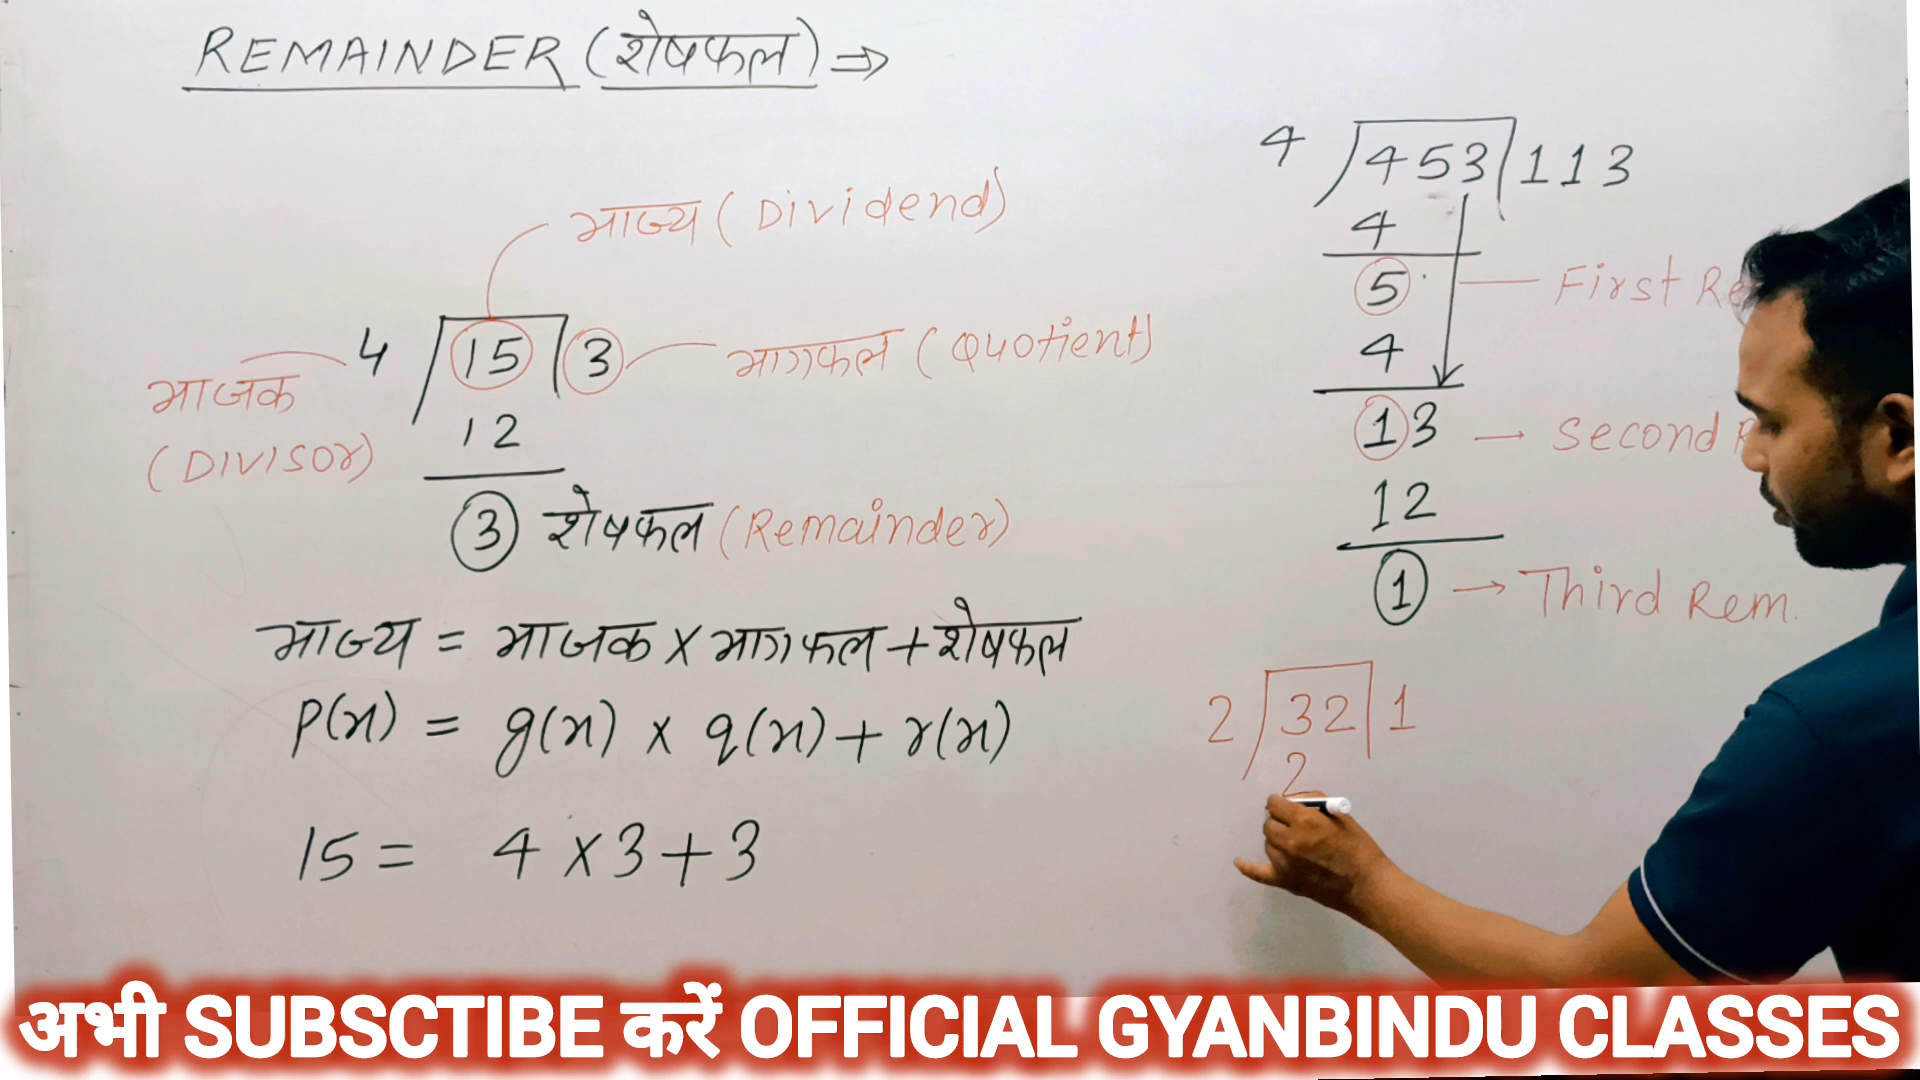 REMAINDER (शेषफल) ⇒
भाज्य (Dividend)
4 15 3
भागफल (Quotient)
भाजक
(DIVISOR)
12
3 शेषफल (Remainder)
भाज्य = भाजक × भागफल + शेषफल
p(x) = g(x) × q(x) + r(x)
15 = 4 × 3 + 3
4 453 113
4
5 — First
4
13 → Second
12
1 → Third Rem.
2 32 1
2
अभी SUBSCTIBE करें OFFICIAL GYANBINDU CLASSES